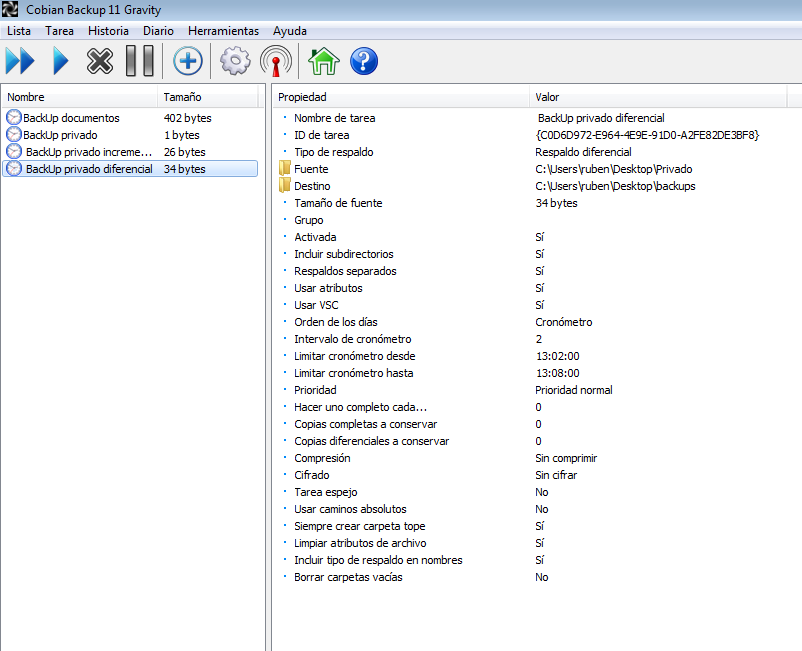 Cobian Backup 11 Gravity
Lista Tarea Historia Diario Herramientas Ayuda
Nombre Tamaño
BackUp documentos 402 bytes
BackUp privado 1 bytes
BackUp privado increme... 26 bytes
BackUp privado diferencial 34 bytes
Propiedad Valor
Nombre de tarea BackUp privado diferencial
ID de tarea {C0D6D972-E964-4E9E-91D0-A2FE82DE3BF8}
Tipo de respaldo Respaldo diferencial
Fuente C:\Users\ruben\Desktop\Privado
Destino C:\Users\ruben\Desktop\backups
Tamaño de fuente 34 bytes
Grupo
Activada Sí
Incluir subdirectorios Sí
Respaldos separados Sí
Usar atributos Sí
Usar VSC Sí
Orden de los días Cronómetro
Intervalo de cronómetro 2
Limitar cronómetro desde 13:02:00
Limitar cronómetro hasta 13:08:00
Prioridad Prioridad normal
Hacer uno completo cada... 0
Copias completas a conservar 0
Copias diferenciales a conservar 0
Compresión Sin comprimir
Cifrado Sin cifrar
Tarea espejo No
Usar caminos absolutos No
Siempre crear carpeta tope Sí
Limpiar atributos de archivo Sí
Incluir tipo de respaldo en nombres Sí
Borrar carpetas vacías No